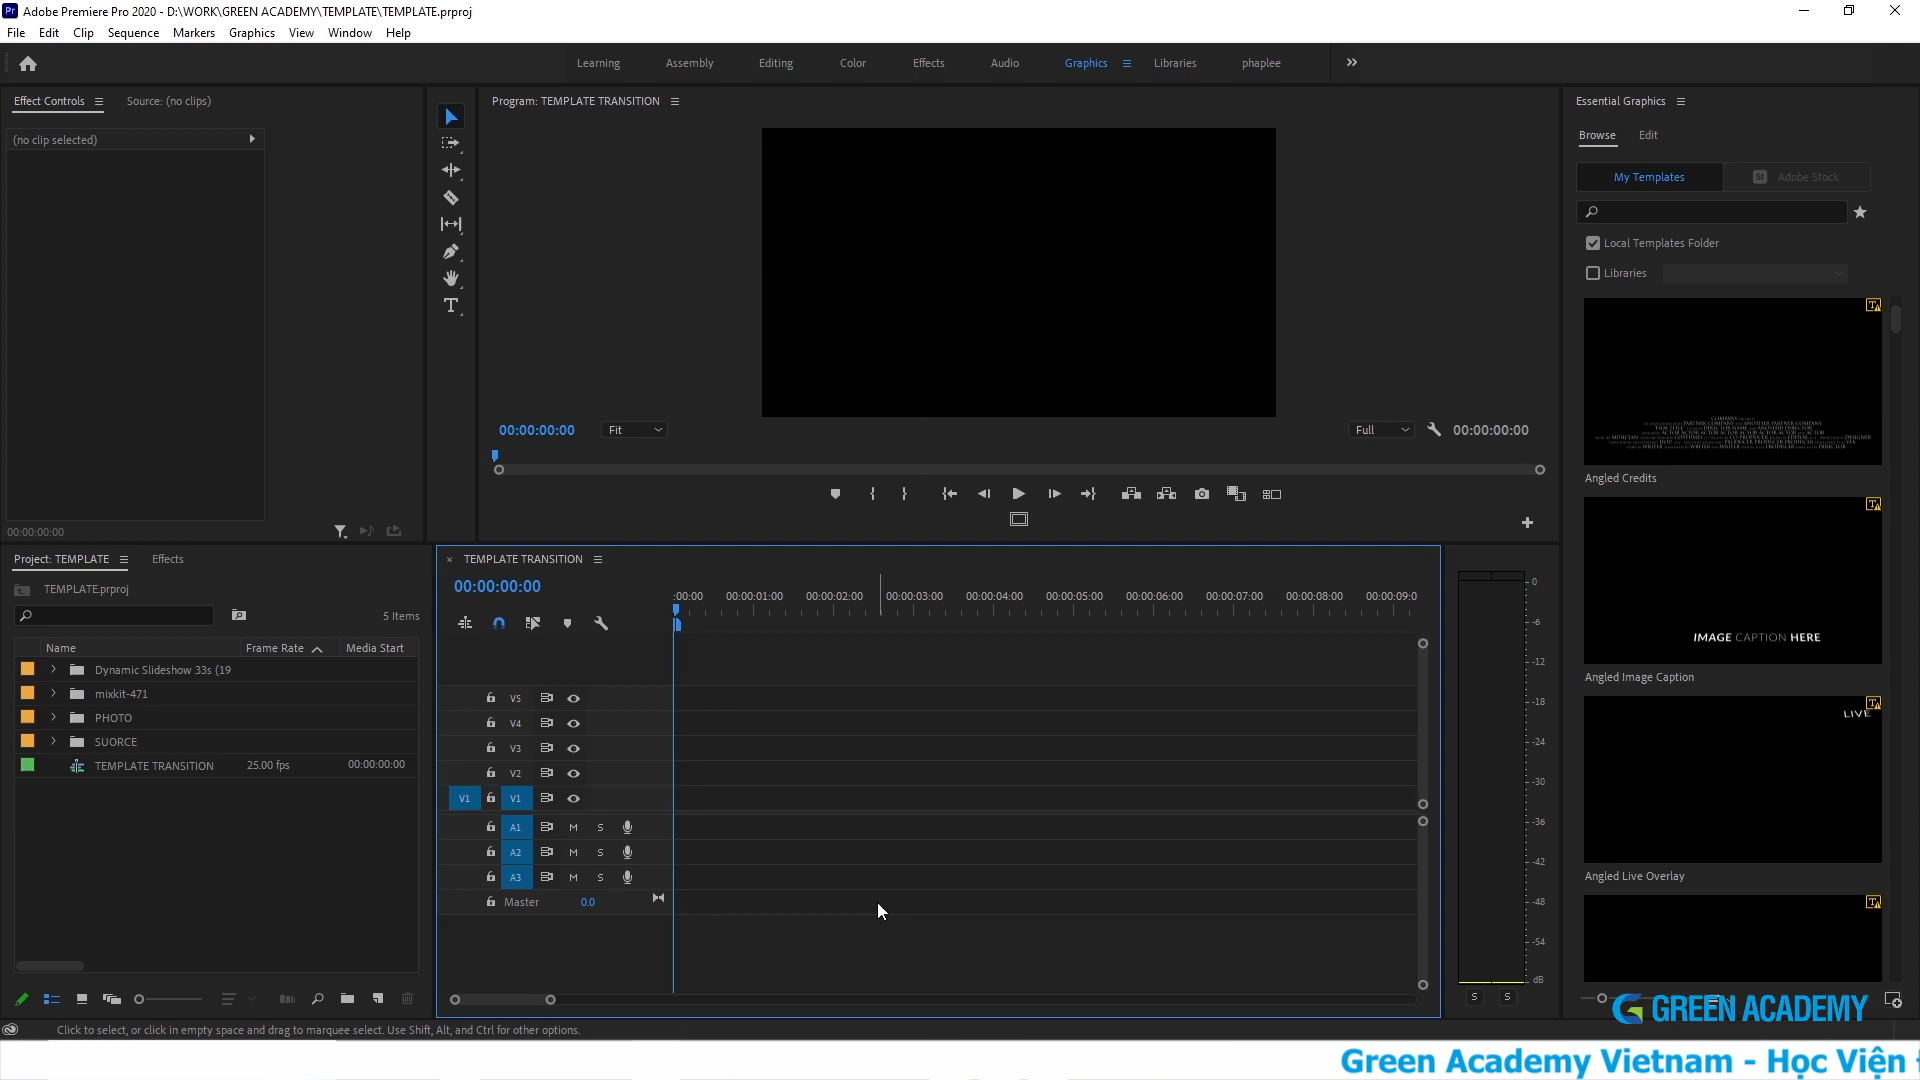 Adobe Premiere Pro 2020 - D:\WORK\GREEN ACADEMY\TEMPLATE\TEMPLATE.prproj
File Edit Clip Sequence Markers Graphics View Window Help
Learning Assembly Editing Color Effects Audio Graphics Libraries phaplee
Effect Controls Source: (no clips)
(no clip selected)
00:00:00:00
Program: TEMPLATE TRANSITION
00:00:00:00 Fit Full 00:00:00:00
Essential Graphics
Browse Edit
My Templates Adobe Stock
Local Templates Folder
Libraries
Angled Credits
IMAGE CAPTION HERE
Angled Image Caption
LIVE
Angled Live Overlay
Project: TEMPLATE Effects
TEMPLATE.prproj
5 Items
Name Frame Rate Media Start
Dynamic Slideshow 33s (19
mixkit-471
PHOTO
SUORCE
TEMPLATE TRANSITION 25.00 fps 00:00:00:00
TEMPLATE TRANSITION
00:00:00:00
:00:00 00:00:01:00 00:00:02:00 00:00:03:00 00:00:04:00 00:00:05:00 00:00:06:00 00:00:07:00 00:00:08:00 00:00:09:0
V5
V4
V3
V2
V1 V1
A1 M S
A2 M S
A3 M S
Master 0.0
0
-6
-12
-18
-24
-30
-36
-42
-48
-54
dB
S S
GREEN ACADEMY
Click to select, or click in empty space and drag to marquee select. Use Shift, Alt, and Ctrl for other options.
Green Academy Vietnam - Học Viện